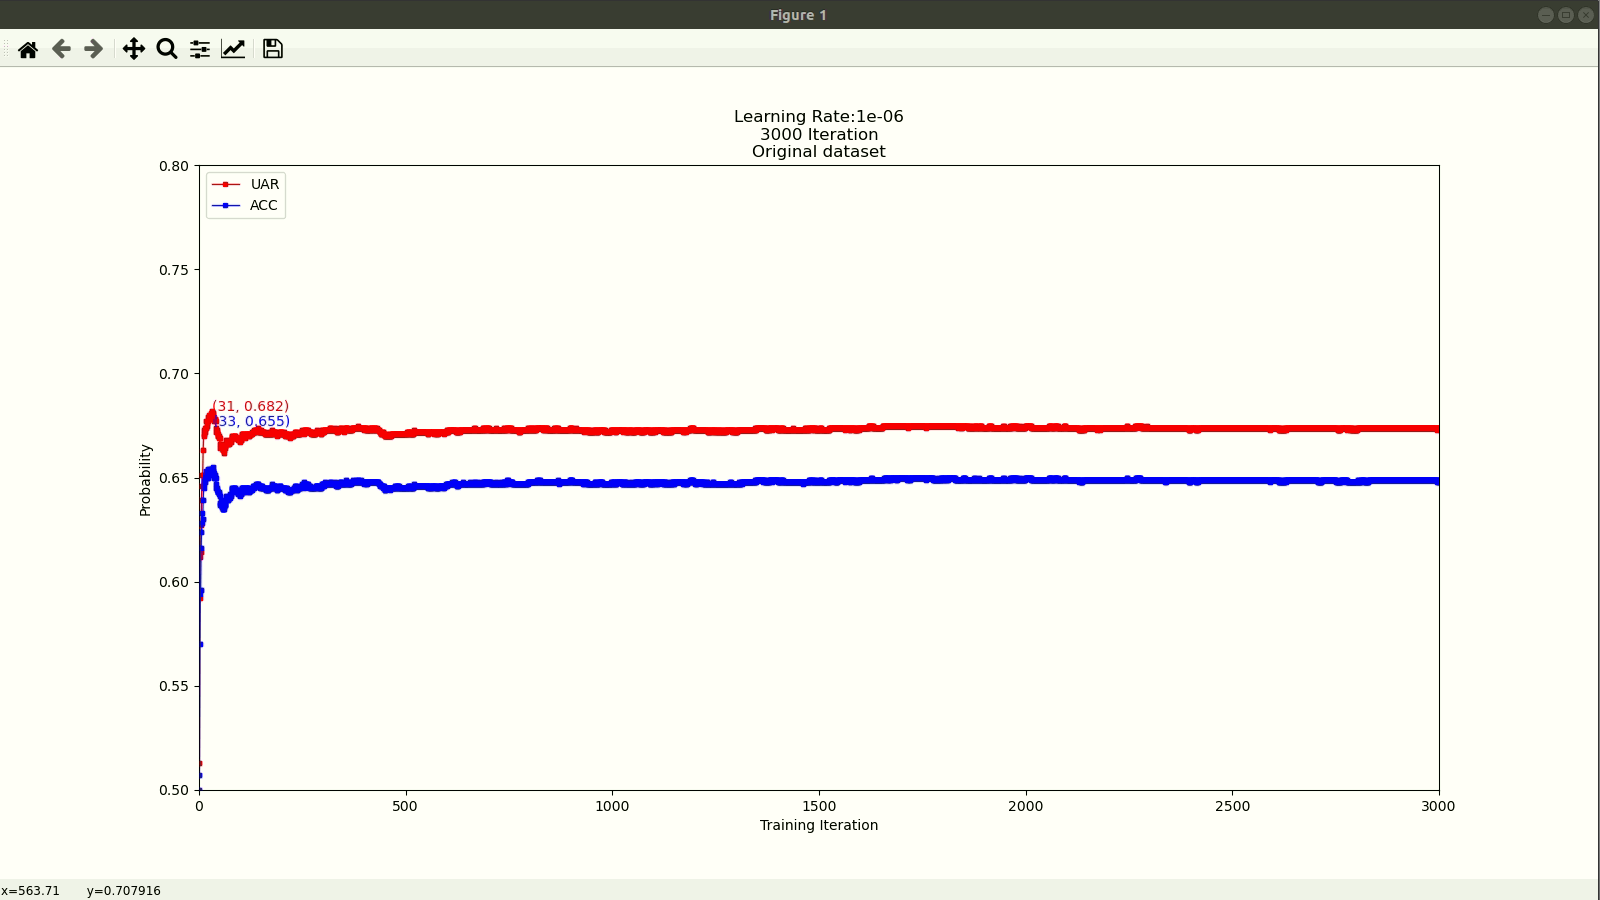 Figure 1
Learning Rate:1e-06
3000 Iteration
Original dataset
UAR
ACC
0.80
0.75
0.70
0.65
0.60
0.55
0.50
Probability
(31, 0.682)
(33, 0.655)
0
500
1000
1500
2000
2500
3000
Training Iteration
x=563.71 y=0.707916